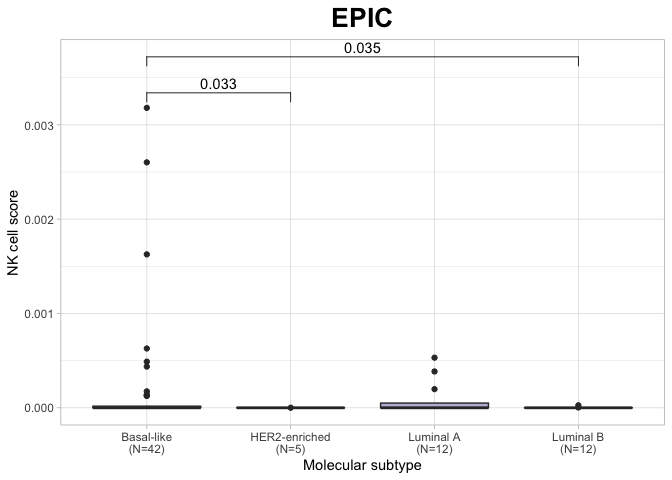 EPIC
0.035
0.033
0.003
0.002
0.001
0.000
NK cell score
Basal-like
(N=42)
HER2-enriched
(N=5)
Luminal A
(N=12)
Luminal B
(N=12)
Molecular subtype